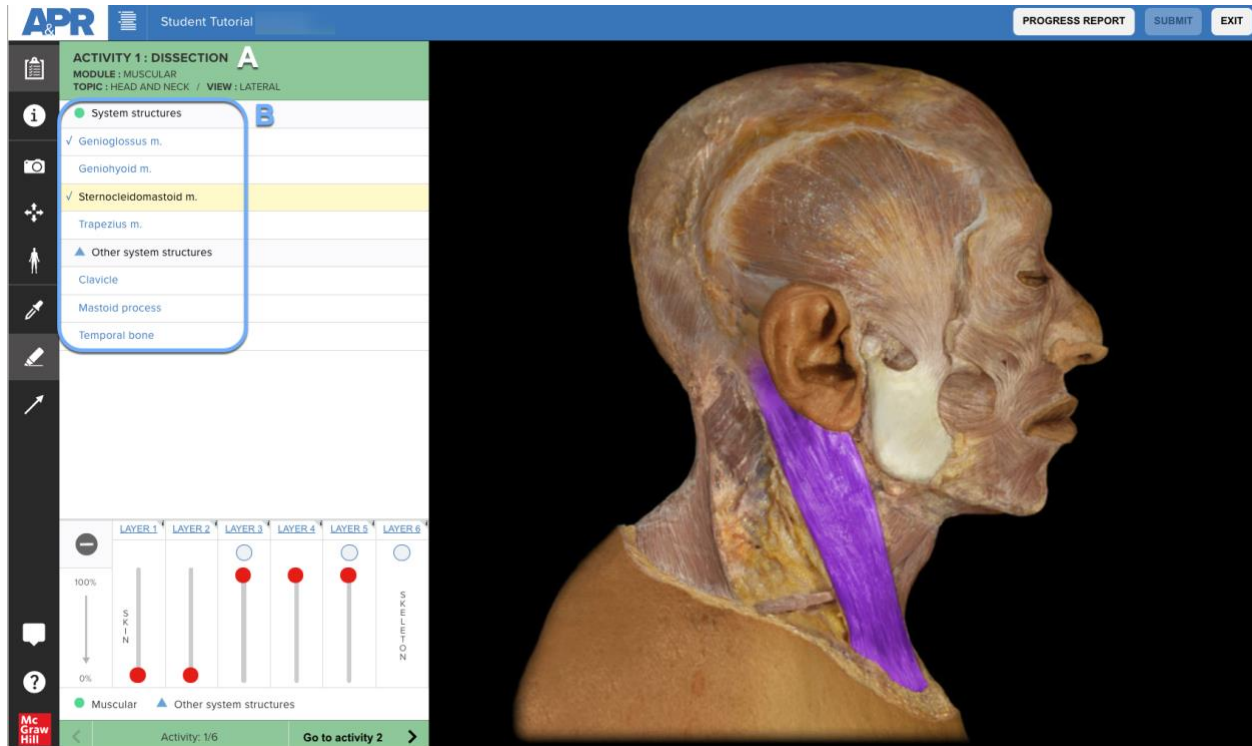 A&PR
Student Tutorial
PROGRESS REPORT
SUBMIT
EXIT
ACTIVITY 1 : DISSECTION A
MODULE : MUSCULAR
TOPIC : HEAD AND NECK / VIEW : LATERAL
System structures
B
√ Genioglossus m.
Geniohyoid m.
√ Sternocleidomastoid m.
Trapezius m.
Other system structures
Clavicle
Mastoid process
Temporal bone
LAYER 1 LAYER 2 LAYER 3 LAYER 4 LAYER 5 LAYER 6
100%
SKIN
SKELETON
0%
Muscular Other system structures
? 
Mc
Graw
Hill
< Activity: 1/6 Go to activity 2 >